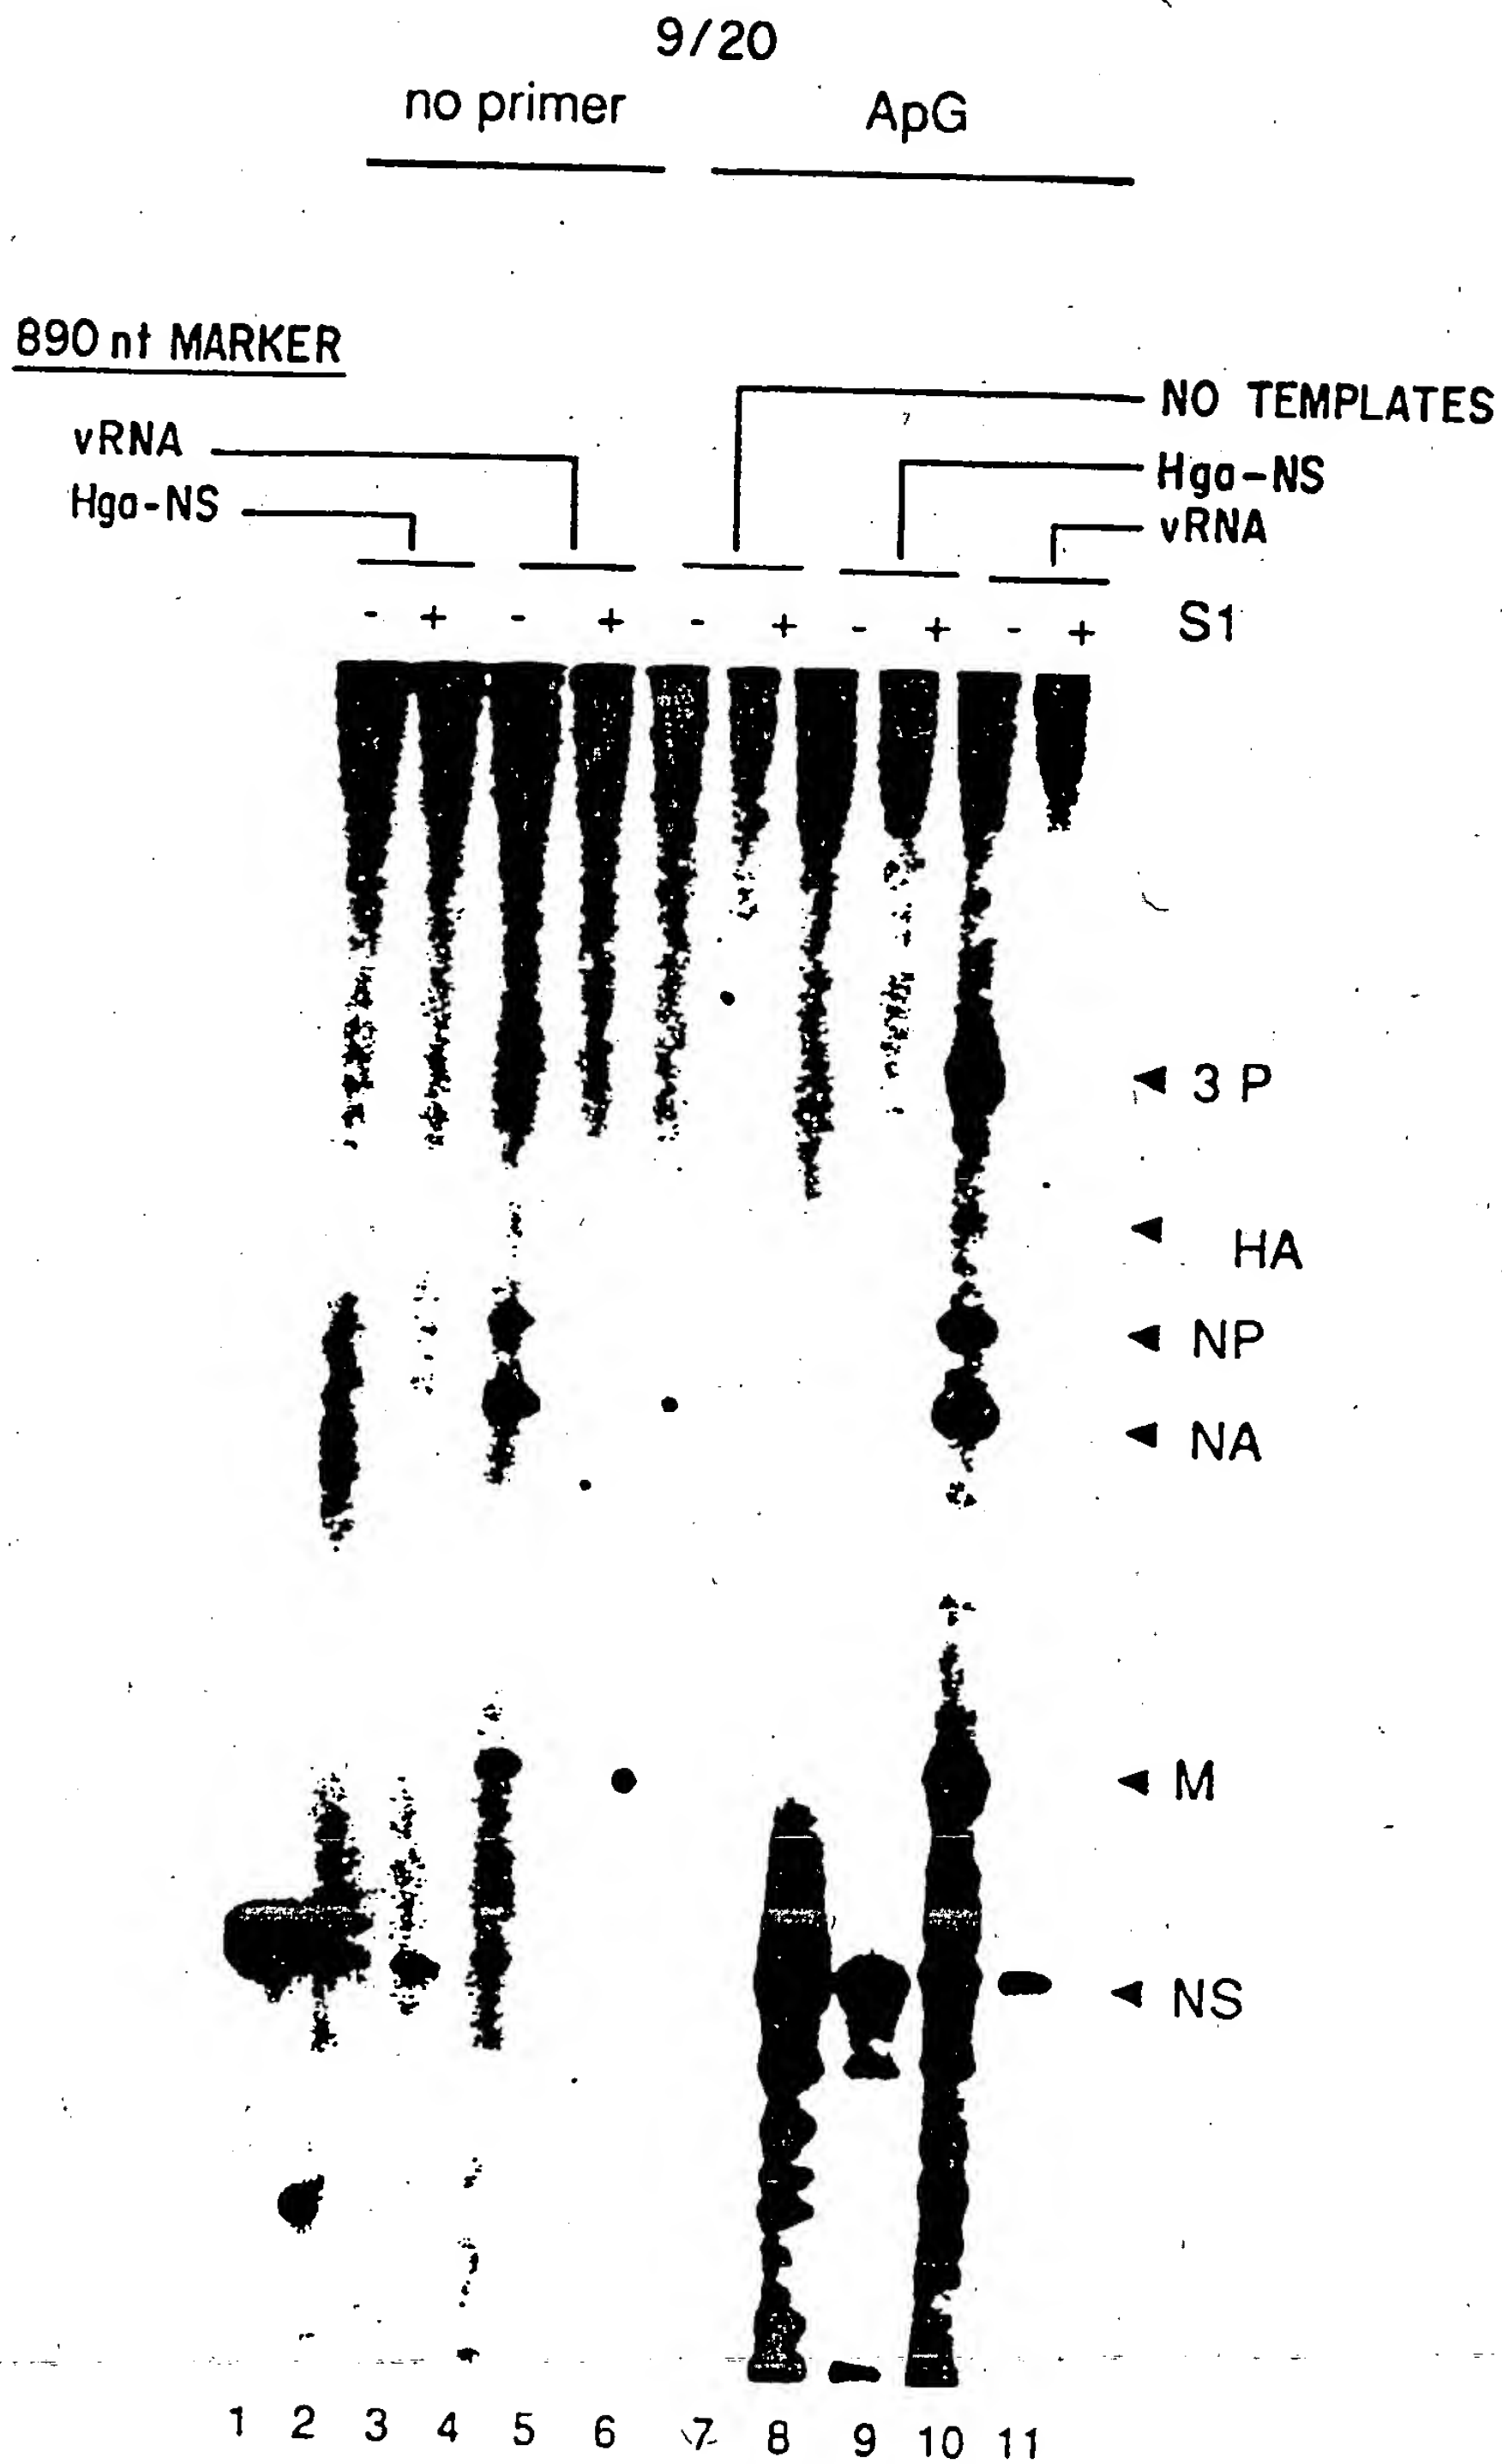 9/20
no primer ApG
890 nt MARKER
NO TEMPLATES
vRNA
Hga-NS
Hga-NS
vRNA
- + - + - + - + - + S1
3 P
HA
NP
NA
M
NS
1 2 3 4 5 6 7 8 9 10 11